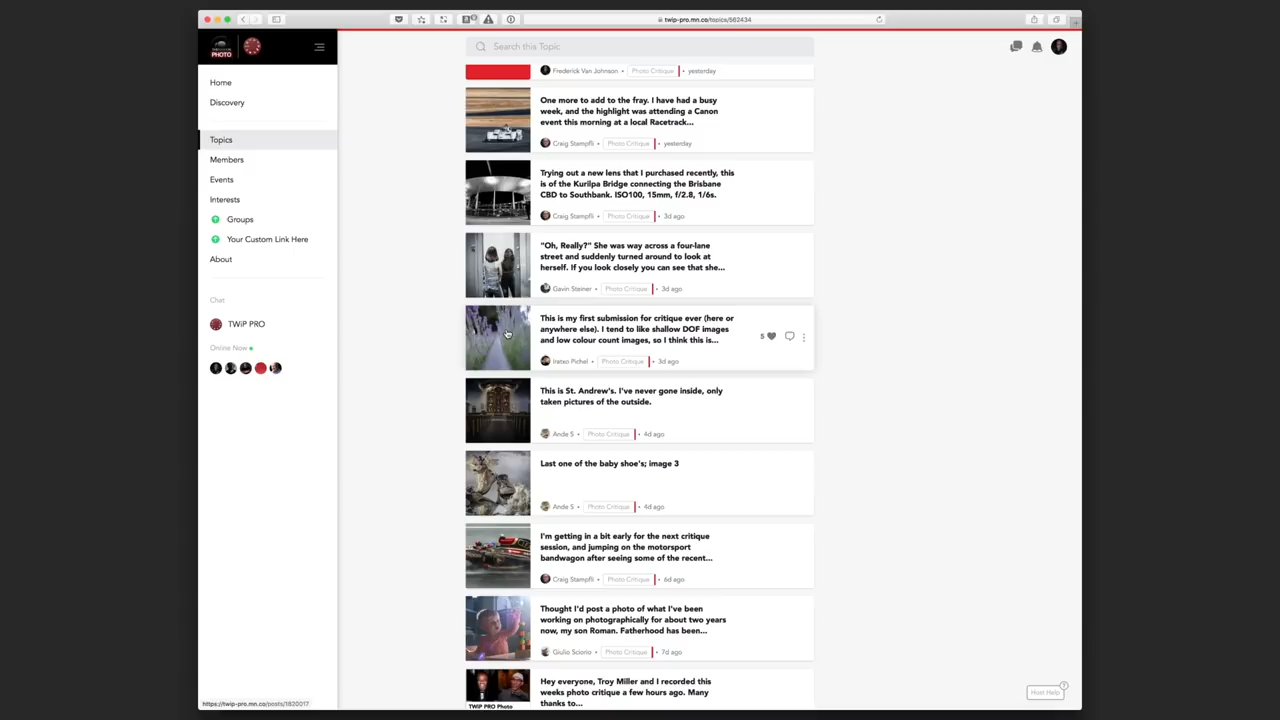 twip-pro.mn.co/topics/562434
PHOTO
Search this Topic
Home
Discovery
Topics
Members
Events
Interests
Groups
Your Custom Link Here
About
Chat
TWiP PRO
Online Now
Frederick Van Johnson • Photo Critique • yesterday
One more to add to the fray. I have had a busy
week, and the highlight was attending a Canon
event this morning at a local Racetrack...
Craig Stampfli • Photo Critique • yesterday
Trying out a new lens that I purchased recently, this
is of the Kurilpa Bridge connecting the Brisbane
CBD to Southbank. ISO100, 15mm, f/2.8, 1/6s.
Craig Stampfli • Photo Critique • 3d ago
"Oh, Really?" She was way across a four-lane
street and suddenly turned around to look at
herself. If you look closely you can see that she...
Gavin Steiner • Photo Critique • 3d ago
This is my first submission for critique ever (here or
anywhere else). I tend to like shallow DOF images
and low colour count images, so I think this is...
5
Iratxo Pichel • Photo Critique • 3d ago
This is St. Andrew's. I've never gone inside, only
taken pictures of the outside.
Ande S • Photo Critique • 4d ago
Last one of the baby shoe's; image 3
Ande S • Photo Critique • 4d ago
I'm getting in a bit early for the next critique
session, and jumping on the motorsport
bandwagon after seeing some of the recent...
Craig Stampfli • Photo Critique • 6d ago
Thought I'd post a photo of what I've been
working on photographically for about two years
now, my son Roman. Fatherhood has been...
Giulio Sciorio • Photo Critique • 7d ago
Hey everyone, Troy Miller and I recorded this
weeks photo critique a few hours ago. Many
thanks to...
TWiP PRO Photo
Host Help
?
https://twip-pro.mn.co/posts/1820017